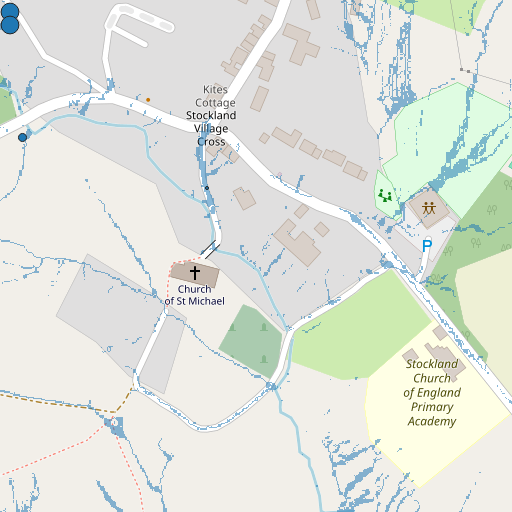 Kites
Cottage
Stockland
Village
Cross
P
Church
of St Michael
Stockland
Church
of England
Primary
Academy